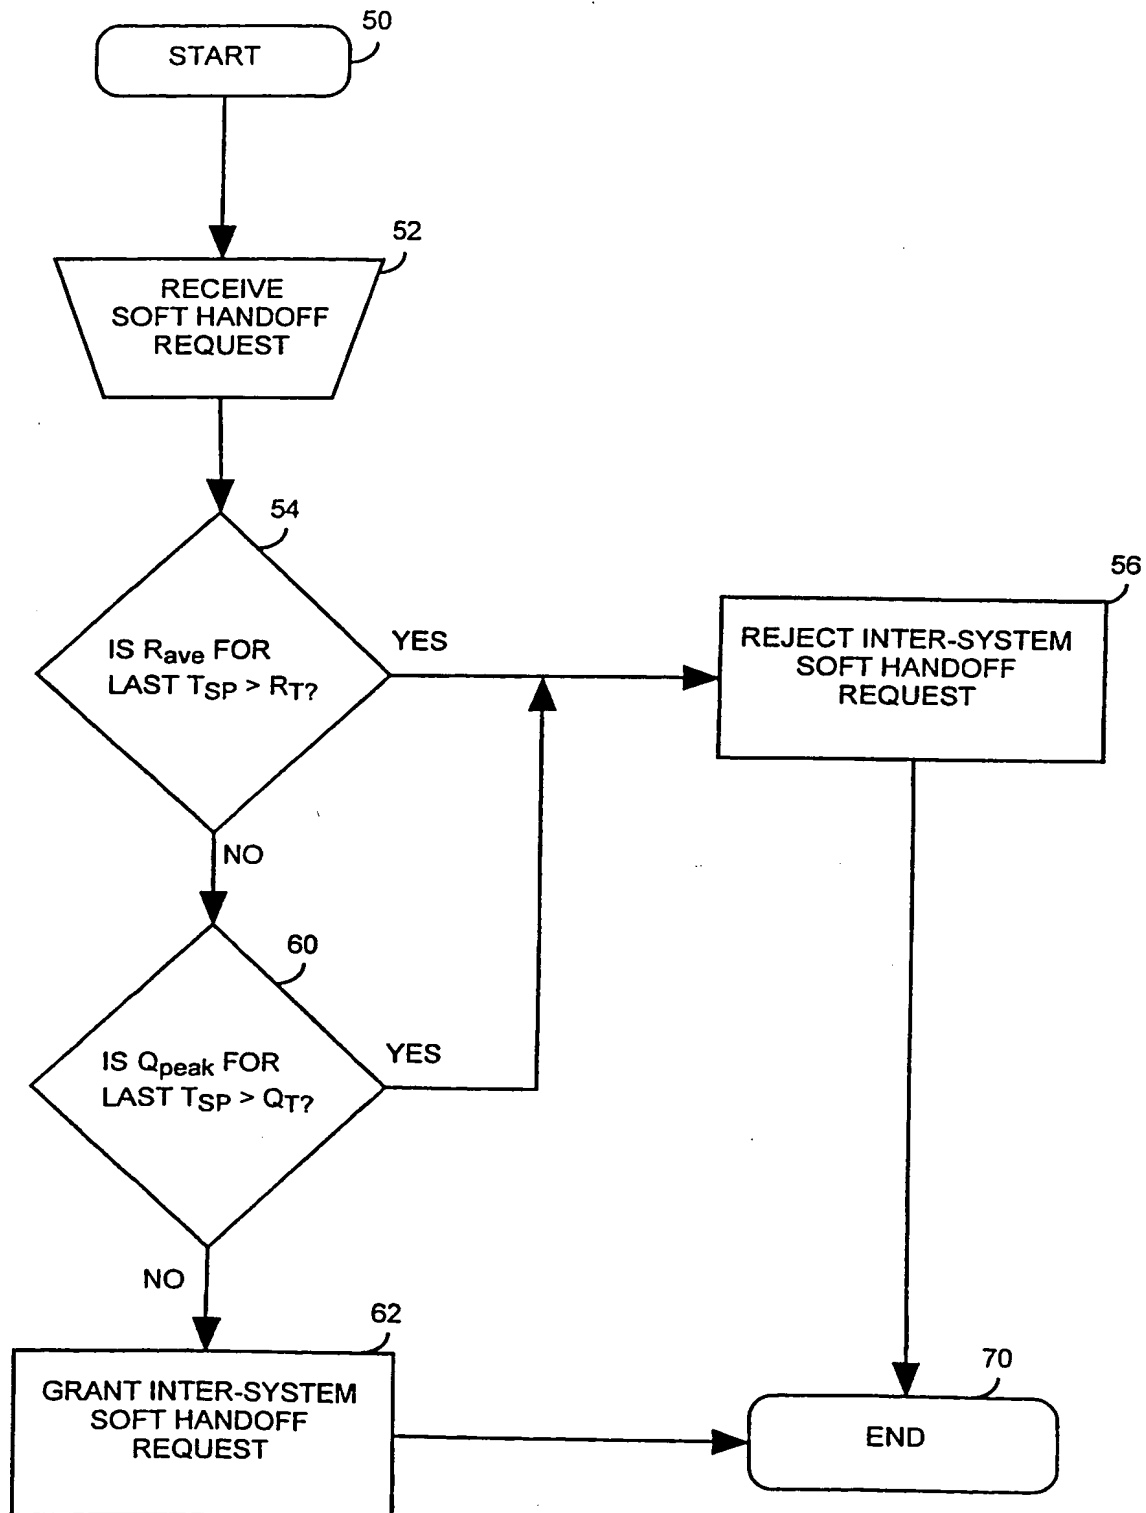 50
START
52
RECEIVE
SOFT HANDOFF
REQUEST
54
IS Rave FOR
LAST TSP > RT?
YES
56
REJECT INTER-SYSTEM
SOFT HANDOFF
REQUEST
NO
60
IS Qpeak FOR
LAST TSP > QT?
YES
NO
62
GRANT INTER-SYSTEM
SOFT HANDOFF
REQUEST
70
END